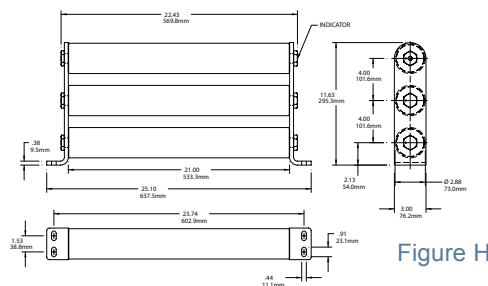 22.43
569.8mm
INDICATOR
4.00
101.6mm
11.63
295.3mm
4.00
101.6mm
.38
9.5mm
21.00
533.3mm
2.13
54.0mm
Ø 2.88
73.0mm
25.10
637.5mm
3.00
76.2mm
23.74
602.9mm
1.53
38.8mm
.91
23.1mm
.44
11.1mm
Figure H